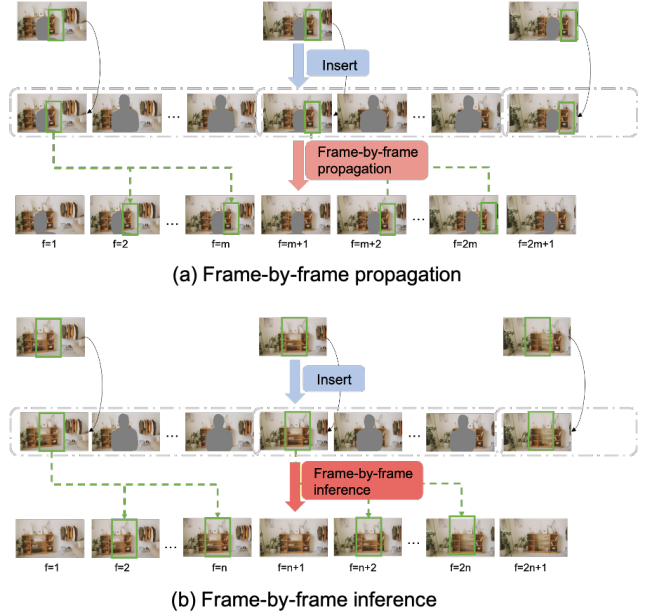 Insert
...
...
Frame-by-frame
propagation
...
...
f=1
f=2
f=m
f=m+1
f=m+2
f=2m
f=2m+1
(a) Frame-by-frame propagation
Insert
...
...
Frame-by-frame
inference
...
...
f=1
f=2
f=n
f=n+1
f=n+2
f=2n
f=2n+1
(b) Frame-by-frame inference